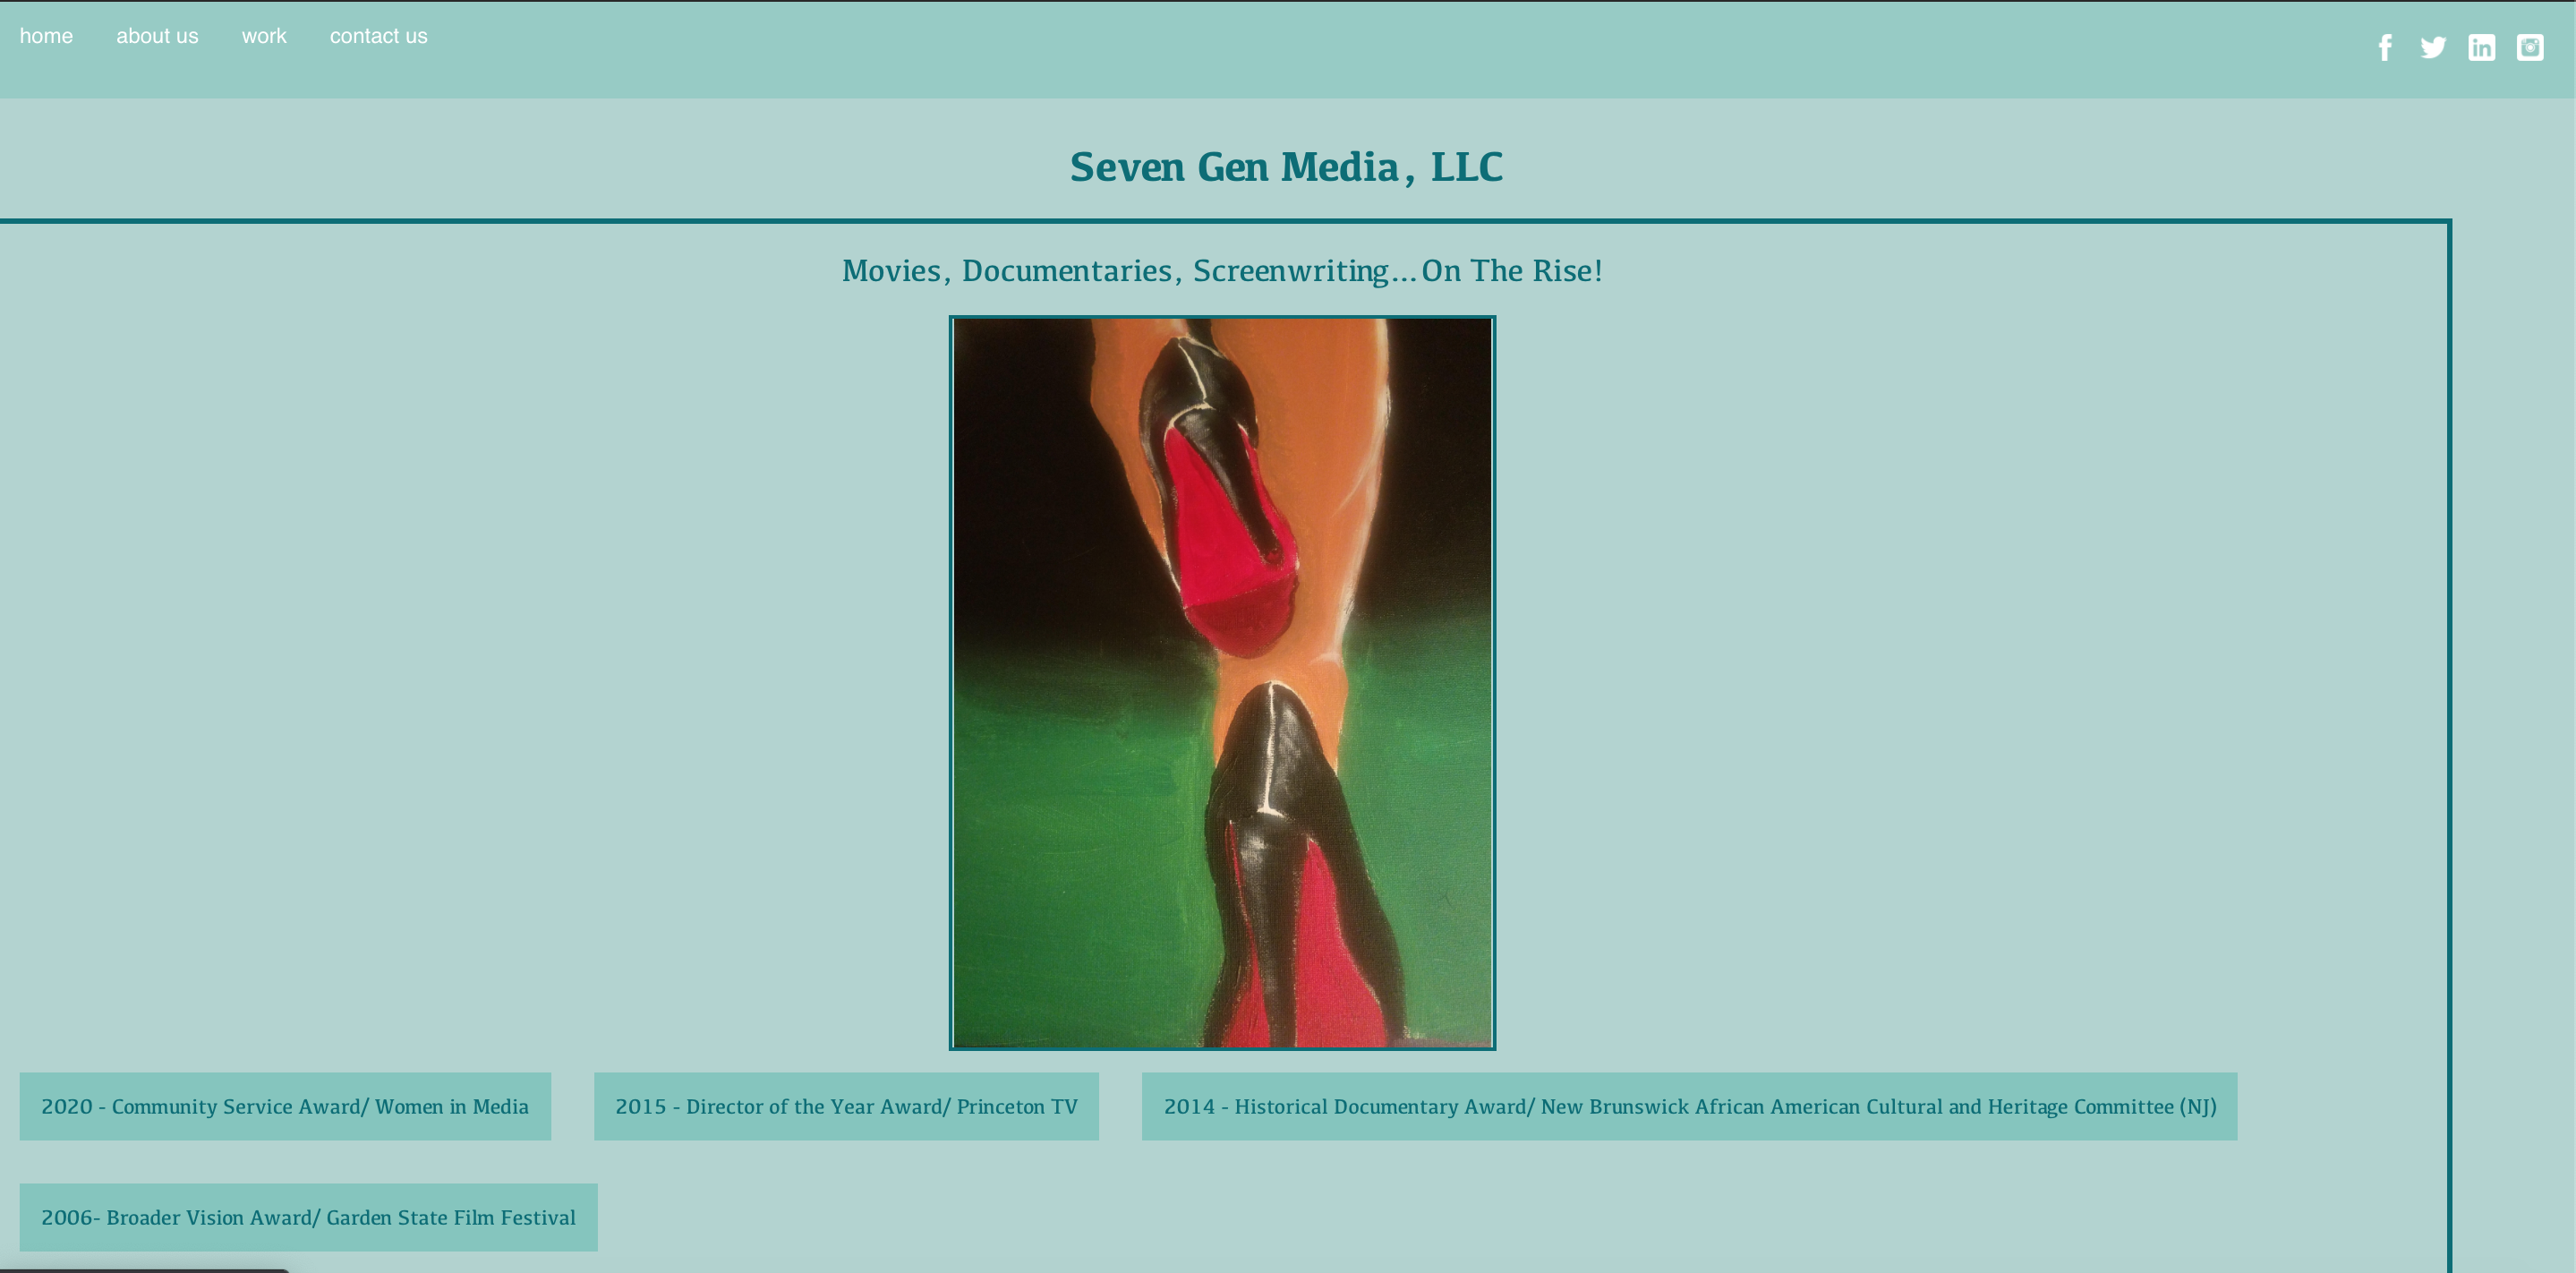 home about us work contact us
Seven Gen Media, LLC
Movies, Documentaries, Screenwriting...On The Rise!
2020 - Community Service Award/ Women in Media
2015 - Director of the Year Award/ Princeton TV
2014 - Historical Documentary Award/ New Brunswick African American Cultural and Heritage Committee (NJ)
2006- Broader Vision Award/ Garden State Film Festival